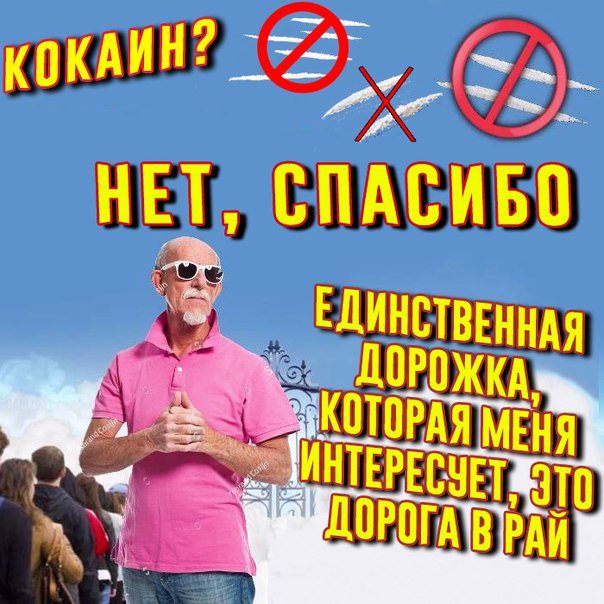 КОКАИН?
НЕТ, СПАСИБО
ЕДИНСТВЕННАЯ
ДОРОЖКА,
КОТОРАЯ МЕНЯ
ИНТЕРЕСУЕТ, ЭТО
ДОРОГА В РАЙ